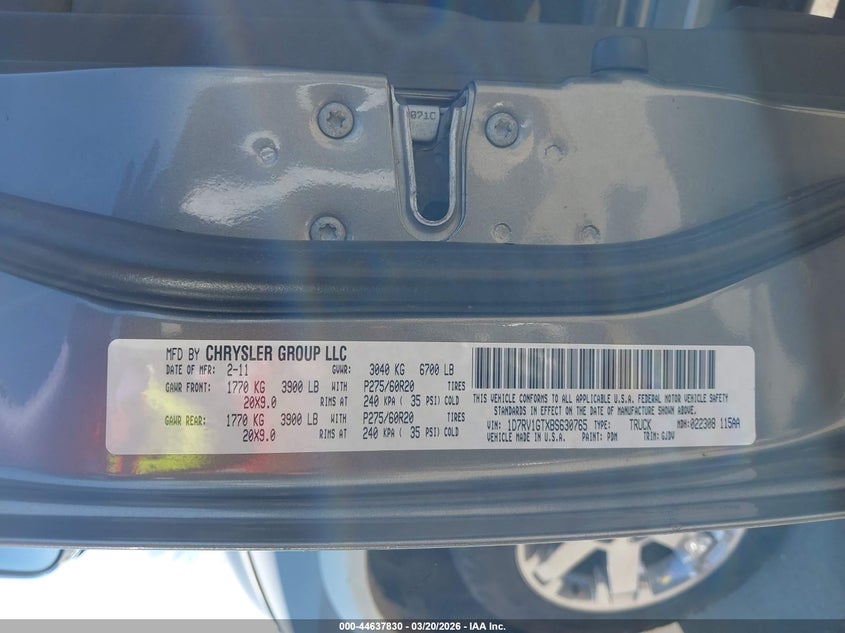 071C
MFD BY CHRYSLER GROUP LLC
DATE OF MFR: 2-11 GVWR: 3040 KG 6700 LB
GAWR FRONT: 1770 KG 3900 LB WITH P275/60R20 TIRES
20X9.0 RIMS AT 240 KPA ( 35 PSI) COLD
GAWR REAR: 1770 KG 3900 LB WITH P275/60R20 TIRES
20X9.0 RIMS AT 240 KPA ( 35 PSI) COLD
THIS VEHICLE CONFORMS TO ALL APPLICABLE U.S.A. FEDERAL MOTOR VEHICLE SAFETY
STANDARDS IN EFFECT ON THE DATE OF MANUFACTURE SHOWN ABOVE.
VIN: 1D7RV1GTXBS630765 TYPE: TRUCK MDH: 022308 115AA
VEHICLE MADE IN U.S.A. PAINT: PDM TRIM: GJDV
000-44637830 - 03/20/2026 - IAA Inc.